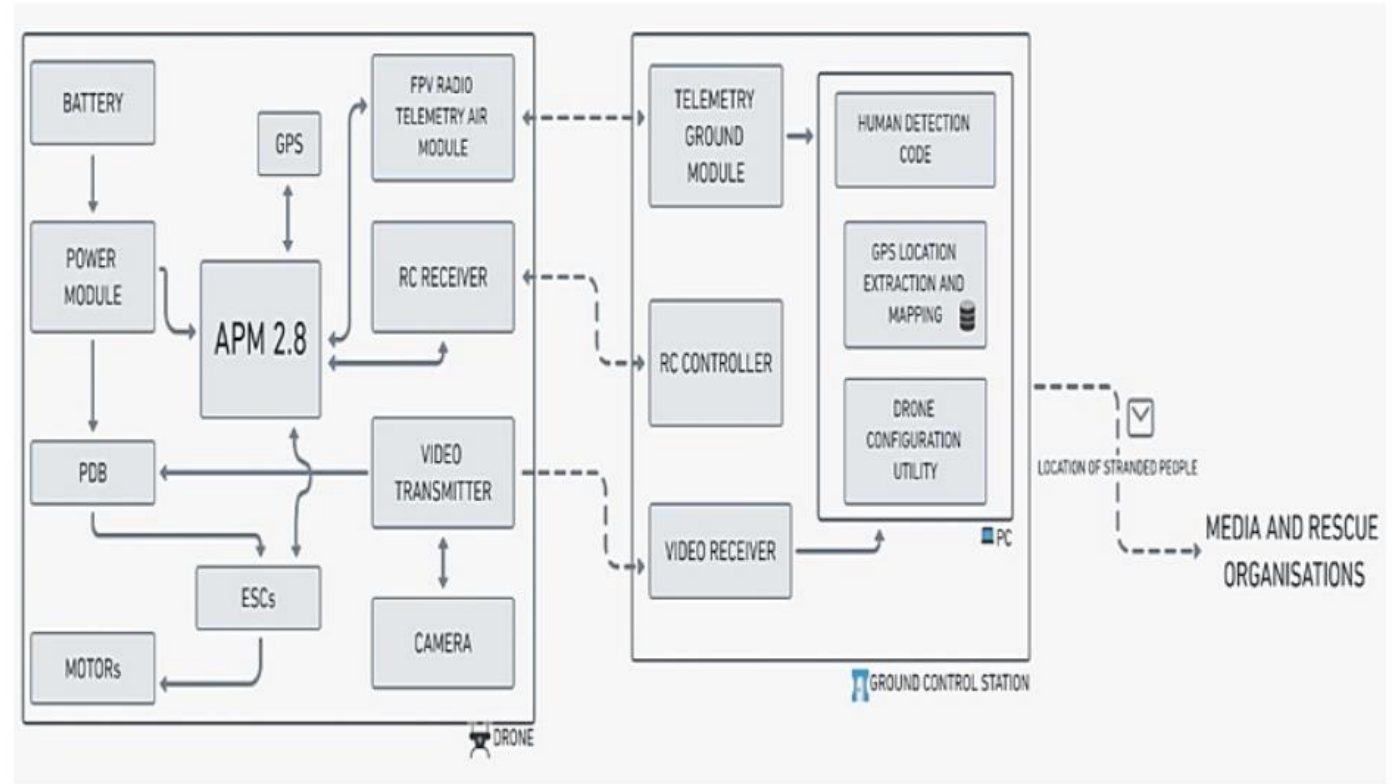 BATTERY
GPS
FPV RADIO
TELEMETRY AIR
MODULE
POWER
MODULE
APM 2.8
RC RECEIVER
PDB
VIDEO
TRANSMITTER
ESCs
MOTORs
CAMERA
DRONE
TELEMETRY
GROUND
MODULE
RC CONTROLLER
VIDEO RECEIVER
HUMAN DETECTION
CODE
GPS LOCATION
EXTRACTION AND
MAPPING
DRONE
CONFIGURATION
UTILITY
PC
GROUND CONTROL STATION
LOCATION OF STRANDED PEOPLE
MEDIA AND RESCUE
ORGANISATIONS